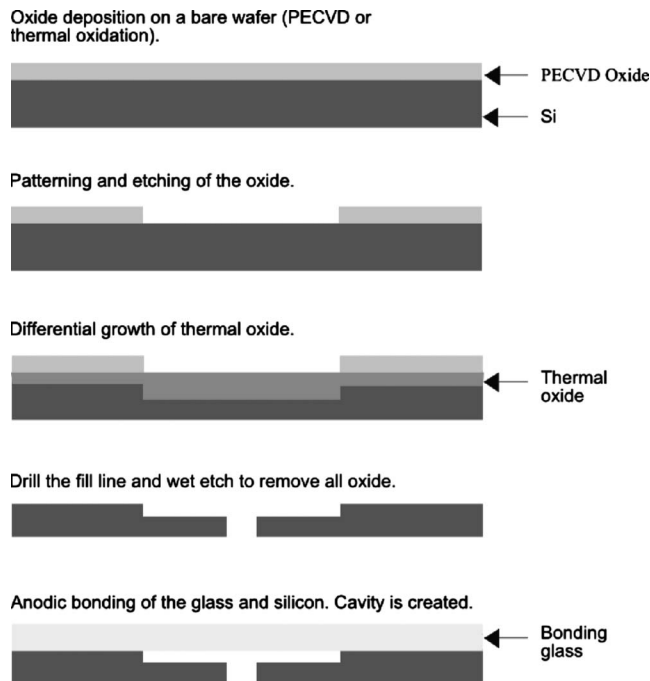 Oxide deposition on a bare wafer (PECVD or
thermal oxidation).
PECVD Oxide
Si
Patterning and etching of the oxide.
Differential growth of thermal oxide.
Thermal
oxide
Drill the fill line and wet etch to remove all oxide.
Anodic bonding of the glass and silicon. Cavity is created.
Bonding
glass